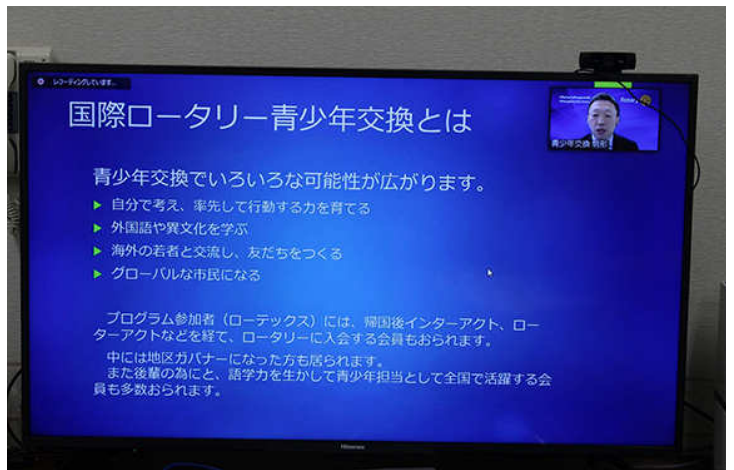 レコーディングしています...
国際ロータリー青少年交換とは
青少年交換でいろいろな可能性が広がります。
▶ 自分で考え、率先して行動する力を育てる
▶ 外国語や異文化を学ぶ
▶ 海外の若者と交流し、友だちをつくる
▶ グローバルな市民になる
プログラム参加者（ローテックス）には、帰国後インターアクト、ロー
ターアクトなどを経て、ロータリーに入会する会員もおられます。
中には地区ガバナーになった方も居られます。
また後輩の為にと、語学力を生かして青少年担当として全国で活躍する会
員も多数おられます。
Rotary
青少年交換
Hisense